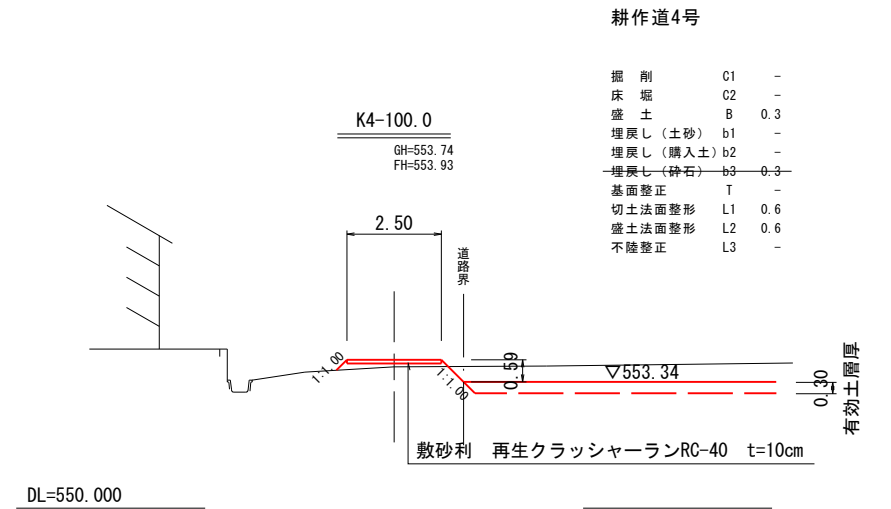 耕作道4号
掘　削 C1 －
床　堀 C2 －
盛　土 B 0.3
埋戻し（土砂） b1 －
埋戻し（購入土） b2 －
埋戻し（砕石） b3 0.3
基面整正 T －
切土法面整形 L1 0.6
盛土法面整形 L2 0.6
不陸整正 L3 －
K4-100.0
GH=553.74
FH=553.93
2.50
道路界
1:1.00
1:1.00
0.59
▽553.34
0.30
有効土層厚
敷砂利　再生クラッシャーランRC-40　t=10cm
DL=550.000